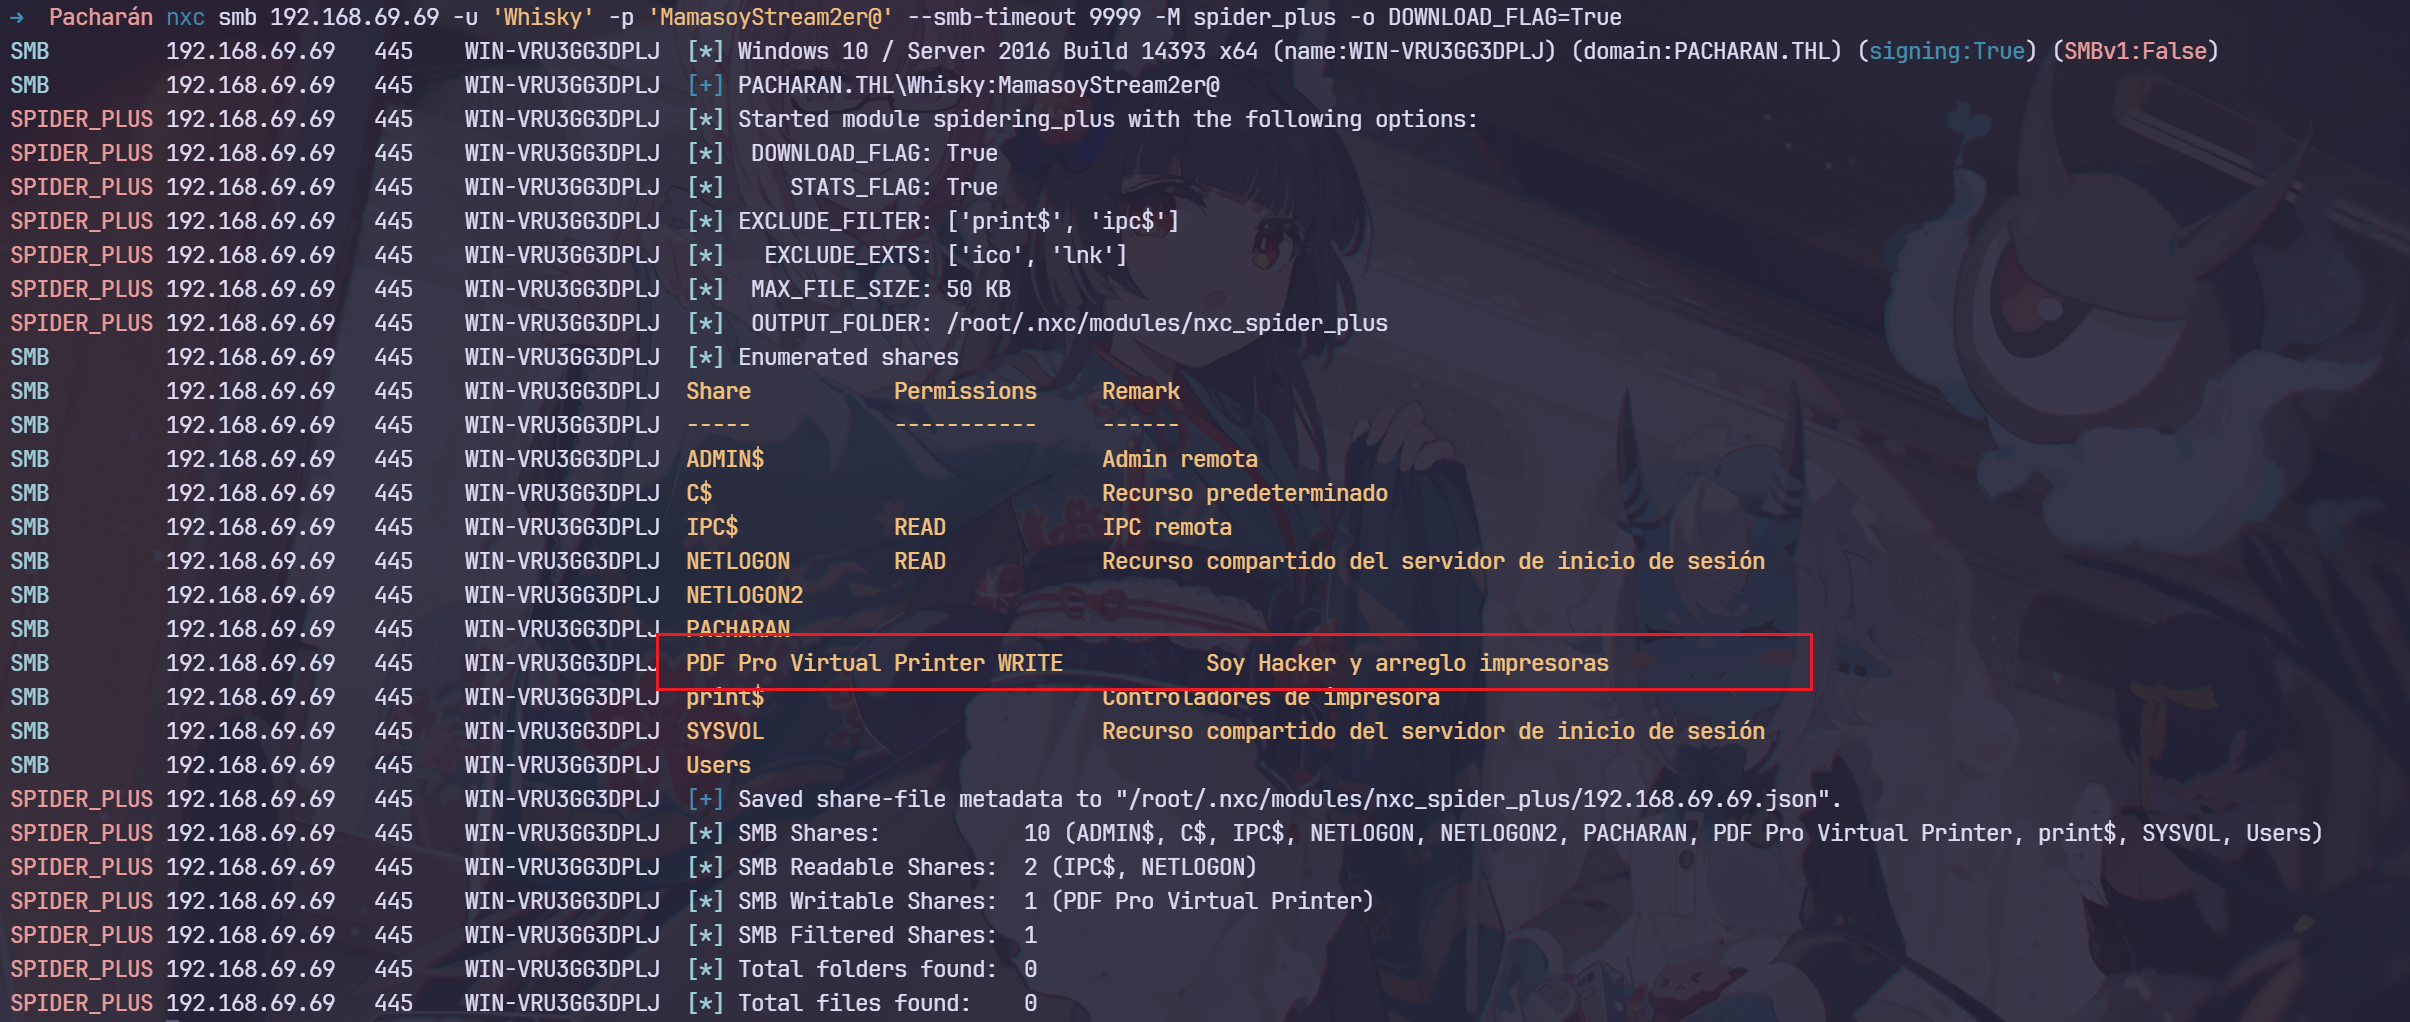 →  Pacharán nxc smb 192.168.69.69 -u 'Whisky' -p 'MamasoyStream2er@' --smb-timeout 9999 -M spider_plus -o DOWNLOAD_FLAG=True
SMB         192.168.69.69   445    WIN-VRU3GG3DPLJ  [*] Windows 10 / Server 2016 Build 14393 x64 (name:WIN-VRU3GG3DPLJ) (domain:PACHARAN.THL) (signing:True) (SMBv1:False)
SMB         192.168.69.69   445    WIN-VRU3GG3DPLJ  [+] PACHARAN.THL\Whisky:MamasoyStream2er@
SPIDER_PLUS 192.168.69.69   445    WIN-VRU3GG3DPLJ  [*] Started module spidering_plus with the following options:
SPIDER_PLUS 192.168.69.69   445    WIN-VRU3GG3DPLJ  [*]  DOWNLOAD_FLAG: True
SPIDER_PLUS 192.168.69.69   445    WIN-VRU3GG3DPLJ  [*]     STATS_FLAG: True
SPIDER_PLUS 192.168.69.69   445    WIN-VRU3GG3DPLJ  [*] EXCLUDE_FILTER: ['print$', 'ipc$']
SPIDER_PLUS 192.168.69.69   445    WIN-VRU3GG3DPLJ  [*]   EXCLUDE_EXTS: ['ico', 'lnk']
SPIDER_PLUS 192.168.69.69   445    WIN-VRU3GG3DPLJ  [*]  MAX_FILE_SIZE: 50 KB
SPIDER_PLUS 192.168.69.69   445    WIN-VRU3GG3DPLJ  [*]  OUTPUT_FOLDER: /root/.nxc/modules/nxc_spider_plus
SMB         192.168.69.69   445    WIN-VRU3GG3DPLJ  [*] Enumerated shares
SMB         192.168.69.69   445    WIN-VRU3GG3DPLJ  Share           Permissions     Remark
SMB         192.168.69.69   445    WIN-VRU3GG3DPLJ  -----           -----------     ------
SMB         192.168.69.69   445    WIN-VRU3GG3DPLJ  ADMIN$                          Admin remota
SMB         192.168.69.69   445    WIN-VRU3GG3DPLJ  C$                              Recurso predeterminado
SMB         192.168.69.69   445    WIN-VRU3GG3DPLJ  IPC$            READ            IPC remota
SMB         192.168.69.69   445    WIN-VRU3GG3DPLJ  NETLOGON        READ            Recurso compartido del servidor de inicio de sesión
SMB         192.168.69.69   445    WIN-VRU3GG3DPLJ  NETLOGON2
SMB         192.168.69.69   445    WIN-VRU3GG3DPLJ  PACHARAN
SMB         192.168.69.69   445    WIN-VRU3GG3DPLJ  PDF Pro Virtual Printer WRITE           Soy Hacker y arreglo impresoras
SMB         192.168.69.69   445    WIN-VRU3GG3DPLJ  print$                          Controladores de impresora
SMB         192.168.69.69   445    WIN-VRU3GG3DPLJ  SYSVOL                          Recurso compartido del servidor de inicio de sesión
SMB         192.168.69.69   445    WIN-VRU3GG3DPLJ  Users
SPIDER_PLUS 192.168.69.69   445    WIN-VRU3GG3DPLJ  [+] Saved share-file metadata to "/root/.nxc/modules/nxc_spider_plus/192.168.69.69.json".
SPIDER_PLUS 192.168.69.69   445    WIN-VRU3GG3DPLJ  [*] SMB Shares:           10 (ADMIN$, C$, IPC$, NETLOGON, NETLOGON2, PACHARAN, PDF Pro Virtual Printer, print$, SYSVOL, Users)
SPIDER_PLUS 192.168.69.69   445    WIN-VRU3GG3DPLJ  [*] SMB Readable Shares:  2 (IPC$, NETLOGON)
SPIDER_PLUS 192.168.69.69   445    WIN-VRU3GG3DPLJ  [*] SMB Writable Shares:  1 (PDF Pro Virtual Printer)
SPIDER_PLUS 192.168.69.69   445    WIN-VRU3GG3DPLJ  [*] SMB Filtered Shares:  1
SPIDER_PLUS 192.168.69.69   445    WIN-VRU3GG3DPLJ  [*] Total folders found:  0
SPIDER_PLUS 192.168.69.69   445    WIN-VRU3GG3DPLJ  [*] Total files found:    0